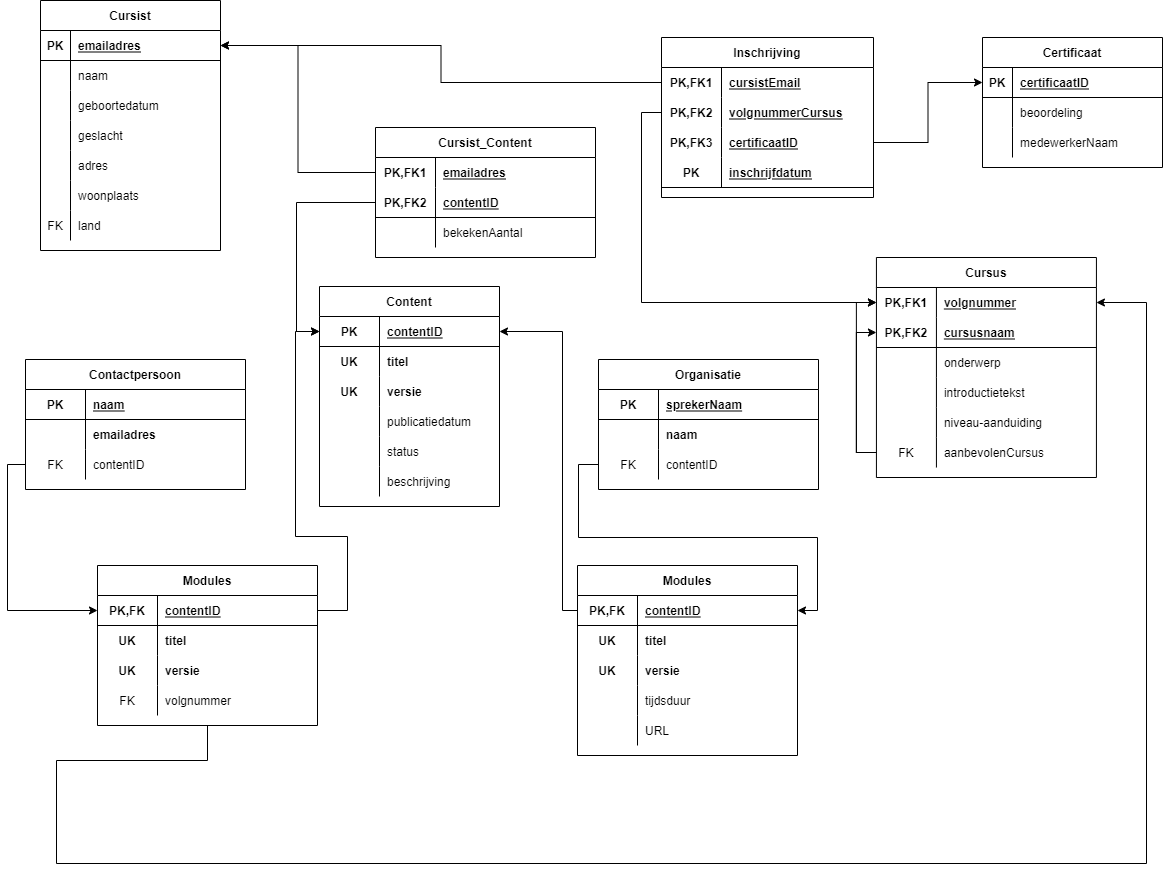 Cursist
PK emailadres
naam
geboortedatum
geslacht
adres
woonplaats
FK land
Inschrijving
PK,FK1 cursistEmail
PK,FK2 volgnummerCursus
PK,FK3 certificaatID
PK inschrijfdatum
Certificaat
PK certificaatID
beoordeling
medewerkerNaam
Cursist_Content
PK,FK1 emailadres
PK,FK2 contentID
bekekenAantal
Cursus
PK,FK1 volgnummer
PK,FK2 cursusnaam
onderwerp
introductietekst
niveau-aanduiding
FK aanbevolenCursus
Content
PK contentID
UK titel
UK versie
publicatiedatum
status
beschrijving
Contactpersoon
PK naam
emailadres
FK contentID
Organisatie
PK sprekerNaam
naam
FK contentID
Modules
PK,FK contentID
UK titel
UK versie
FK volgnummer
Modules
PK,FK contentID
UK titel
UK versie
tijdsduur
URL